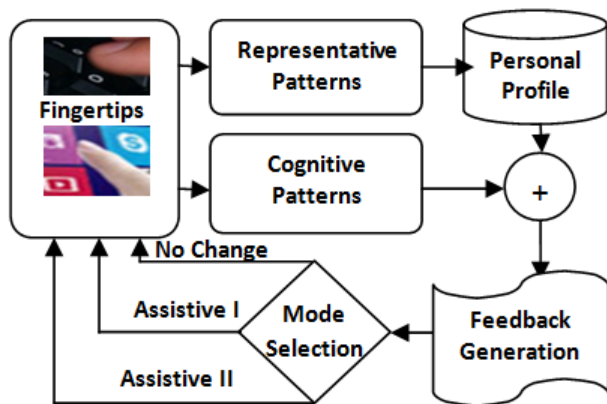 Fingertips
Representative
Patterns
Personal
Profile
Cognitive
Patterns
+
No Change
Assistive I
Assistive II
Mode
Selection
Feedback
Generation